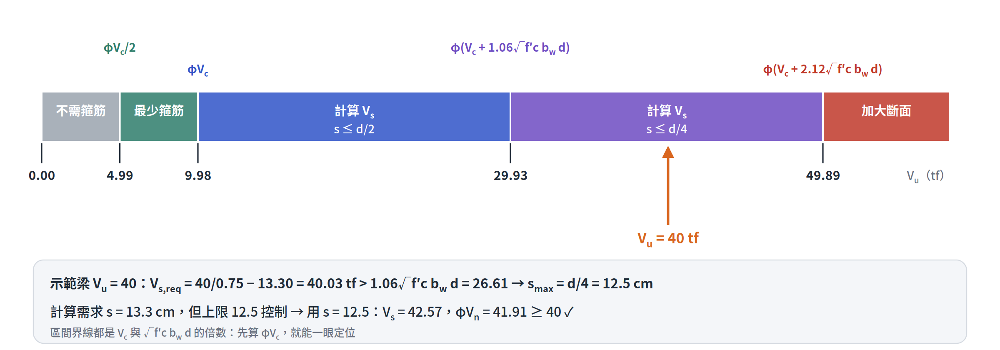 φVc/2
φ(Vc + 1.06√f′c bw d)
φVc
φ(Vc + 2.12√f′c bw d)
不需箍筋
最少箍筋
計算 Vs
s ≤ d/2
計算 Vs
s ≤ d/4
加大斷面
0.00
4.99
9.98
29.93
49.89
Vu（tf）
Vu = 40 tf
示範梁 Vu = 40：Vs,req = 40/0.75 − 13.30 = 40.03 tf > 1.06√f′c bw d = 26.61 → smax = d/4 = 12.5 cm
計算需求 s = 13.3 cm，但上限 12.5 控制 → 用 s = 12.5：Vs = 42.57，φVn = 41.91 ≥ 40 ✓
區間界線都是 Vc 與 √f′c bw d 的倍數：先算 φVc，就能一眼定位